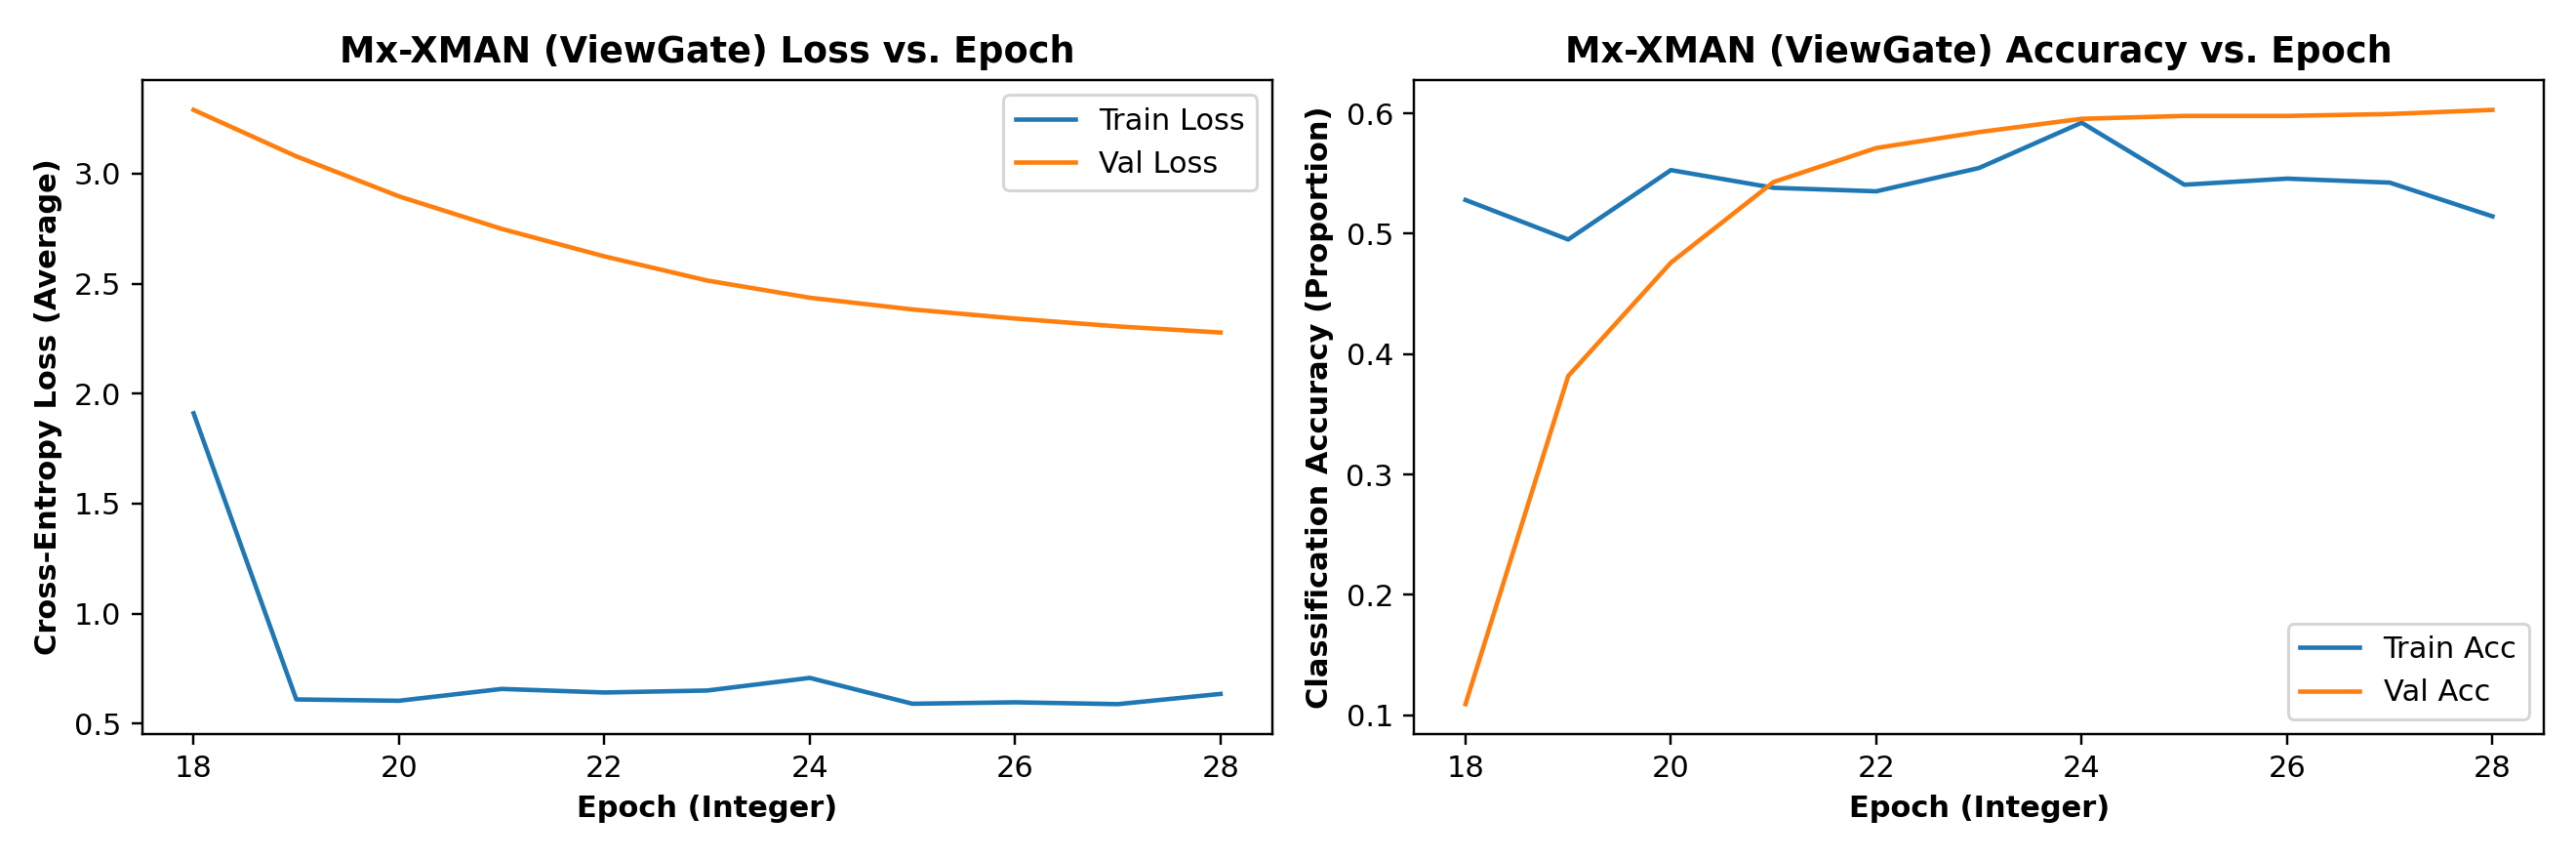 Mx-XMAN (ViewGate) Loss vs. Epoch
Cross-Entropy Loss (Average)
3.0
2.5
2.0
1.5
1.0
0.5
Train Loss
Val Loss
18 20 22 24 26 28
Epoch (Integer)
Mx-XMAN (ViewGate) Accuracy vs. Epoch
Classification Accuracy (Proportion)
0.6
0.5
0.4
0.3
0.2
0.1
Train Acc
Val Acc
18 20 22 24 26 28
Epoch (Integer)